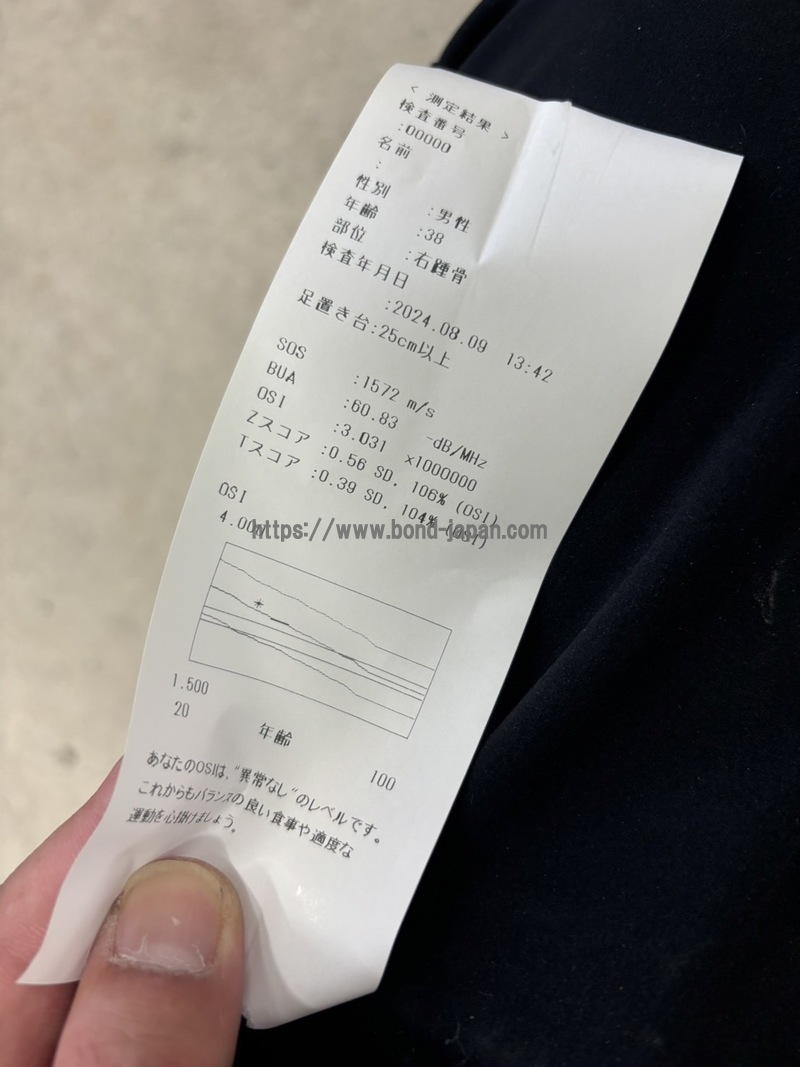 < 測定結果 >
検査番号
:00000
名前
:
性別 :男性
年齢 :38
部位 :右踵骨
検査年月日
:2024.08.09 13:42
足置き台:25cm以上
SOS :1572 m/s
BUA :60.83 -dB/MHz
OSI :3.031 x1000000
Zスコア :0.56 SD, 106% (OSI)
Tスコア :0.39 SD, 104% (OSI)
OSI
4.000
https://www.bond-japan.com
1.500
20 年齢 100
あなたのOSIは、"異常なし"のレベルです。
これからもバランスの良い食事や適度な
運動を心掛けましょう。